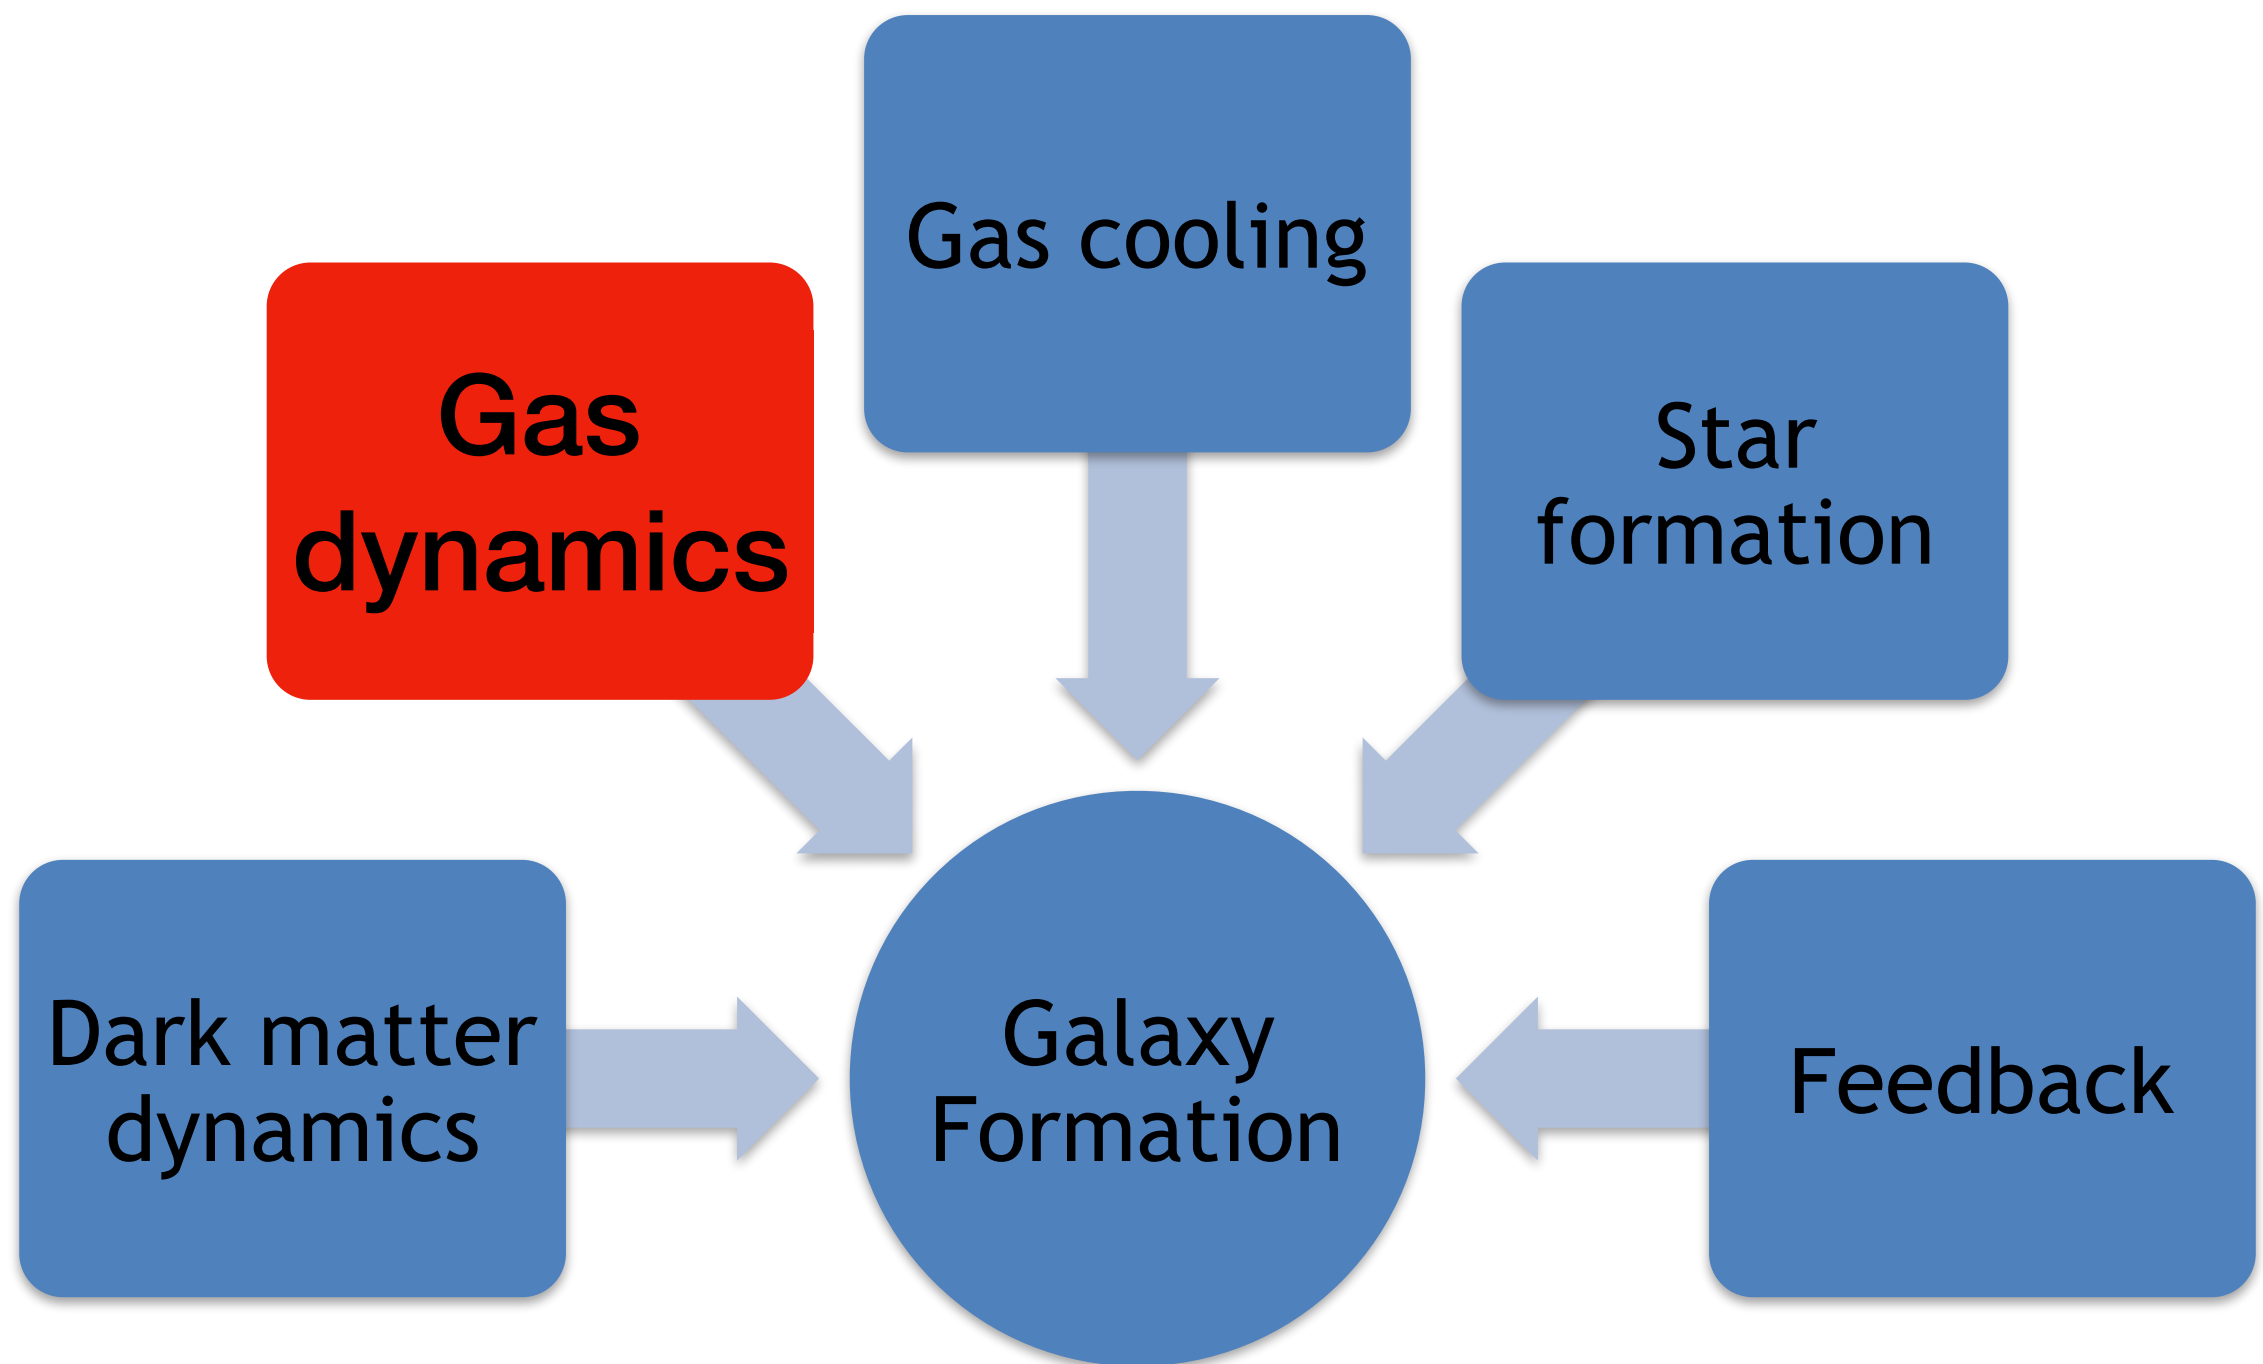 Gas cooling
Gas
dynamics
Star
formation
Dark matter
dynamics
Galaxy
Formation
Feedback